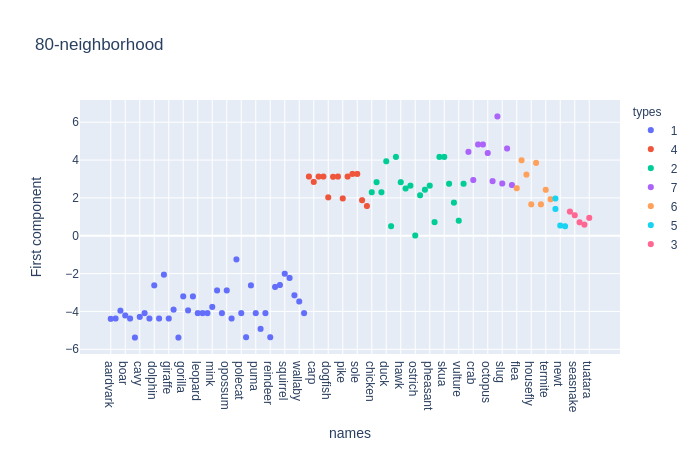 80-neighborhood
types
1
4
2
7
6
5
3
First component
6
4
2
0
−2
−4
−6
aardvark
boar
cavy
dolphin
giraffe
gorilla
leopard
mink
opossum
polecat
puma
reindeer
squirrel
wallaby
carp
dogfish
pike
sole
chicken
duck
hawk
ostrich
pheasant
skua
vulture
crab
octopus
slug
flea
housefly
termite
newt
seasnake
tuatara
names